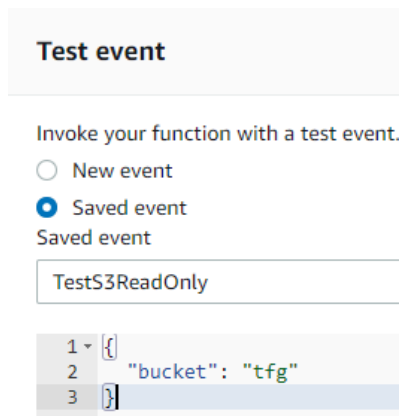 Test event
Invoke your function with a test event.
New event
Saved event
Saved event
TestS3ReadOnly
1 {
2 "bucket": "tfg"
3 }